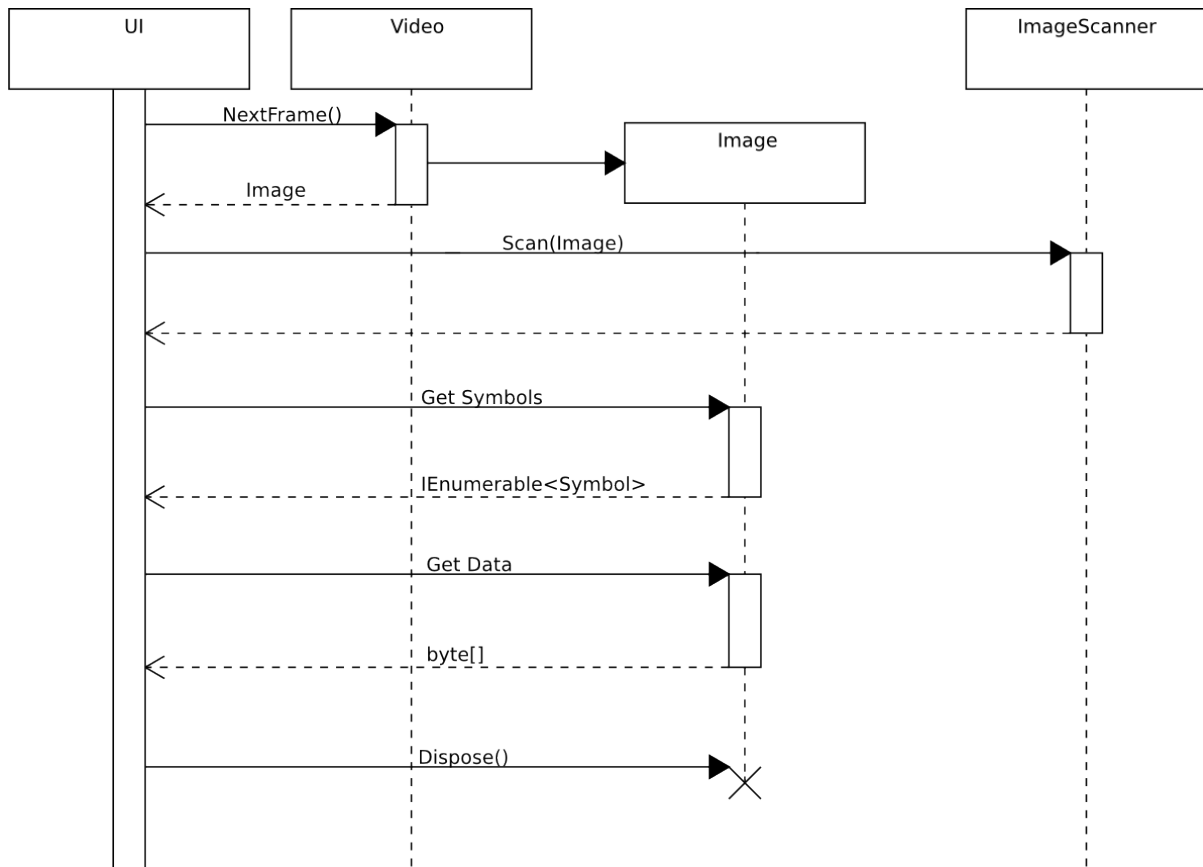 UI
Video
ImageScanner
NextFrame()
Image
Image
Scan(Image)
Get Symbols
IEnumerable<Symbol>
Get Data
byte[]
Dispose()